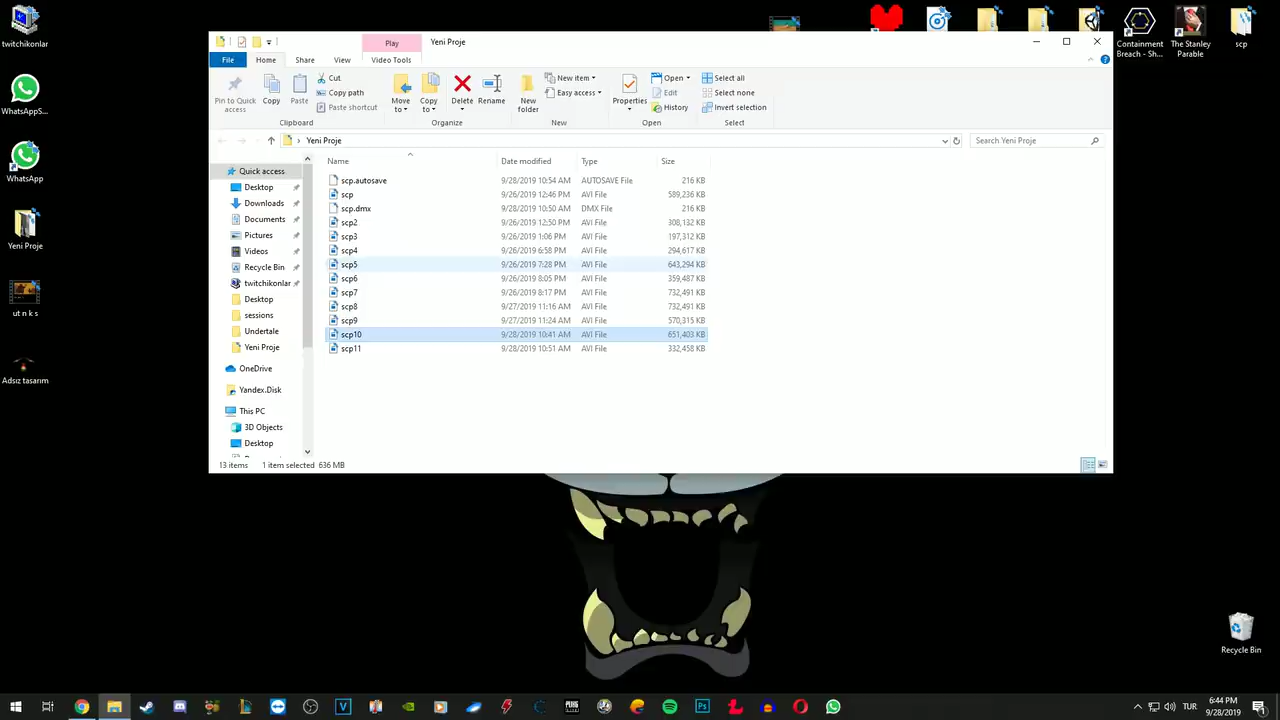 twitchikonlar
WhatsAppS...
WhatsApp
Yeni Proje
ut n k s
Adsız tasarım
Containment
Breach - Sh...
The Stanley
Parable
scp
Play
Yeni Proje
File
Home
Share
View
Video Tools
Pin to Quick
access
Copy
Paste
Cut
Copy path
Paste shortcut
Clipboard
Move
to
Copy
to
Delete
Rename
Organize
New
folder
New item
Easy access
New
Properties
Open
Edit
History
Open
Select all
Select none
Invert selection
Select
Yeni Proje
Search Yeni Proje
Quick access
Desktop
Downloads
Documents
Pictures
Videos
Recycle Bin
twitchikonlar
Desktop
sessions
Undertale
Yeni Proje
OneDrive
Yandex.Disk
This PC
3D Objects
Desktop
Name Date modified Type Size
scp.autosave 9/28/2019 10:54 AM AUTOSAVE File 216 KB
scp 9/26/2019 12:46 PM AVI File 589,236 KB
scp.dmx 9/28/2019 10:50 AM DMX File 216 KB
scp2 9/26/2019 12:50 PM AVI File 308,132 KB
scp3 9/26/2019 1:06 PM AVI File 197,312 KB
scp4 9/26/2019 6:58 PM AVI File 294,617 KB
scp5 9/26/2019 7:28 PM AVI File 643,294 KB
scp6 9/26/2019 8:05 PM AVI File 359,487 KB
scp7 9/26/2019 8:17 PM AVI File 732,491 KB
scp8 9/27/2019 11:16 AM AVI File 732,491 KB
scp9 9/27/2019 11:24 AM AVI File 570,315 KB
scp10 9/28/2019 10:41 AM AVI File 651,403 KB
scp11 9/28/2019 10:51 AM AVI File 332,458 KB
13 items 1 item selected 636 MB
Recycle Bin
TUR
6:44 PM
9/28/2019